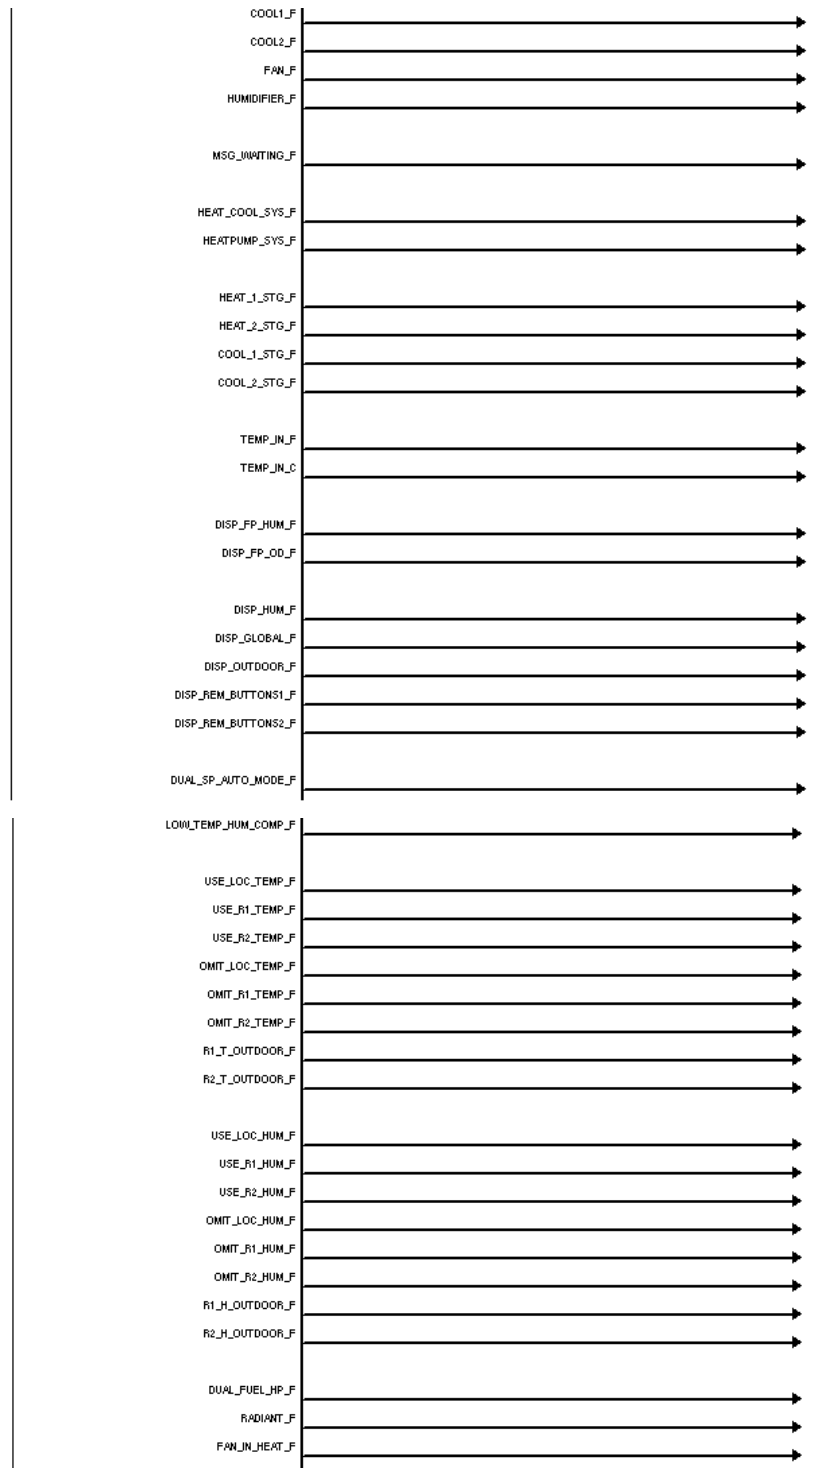 COOL1_F
COOL2_F
FAN_F
HUMIDIFIER_F
MSG_WAITING_F
HEAT_COOL_SYS_F
HEATPUMP_SYS_F
HEAT_1_STG_F
HEAT_2_STG_F
COOL_1_STG_F
COOL_2_STG_F
TEMP_IN_F
TEMP_IN_C
DISP_FP_HUM_F
DISP_FP_OD_F
DISP_HUM_F
DISP_GLOBAL_F
DISP_OUTDOOR_F
DISP_REM_BUTTONS1_F
DISP_REM_BUTTONS2_F
DUAL_SP_AUTO_MODE_F
LOW_TEMP_HUM_COMP_F
USE_LOC_TEMP_F
USE_R1_TEMP_F
USE_R2_TEMP_F
OMIT_LOC_TEMP_F
OMIT_R1_TEMP_F
OMIT_R2_TEMP_F
R1_T_OUTDOOR_F
R2_T_OUTDOOR_F
USE_LOC_HUM_F
USE_R1_HUM_F
USE_R2_HUM_F
OMIT_LOC_HUM_F
OMIT_R1_HUM_F
OMIT_R2_HUM_F
R1_H_OUTDOOR_F
R2_H_OUTDOOR_F
DUAL_FUEL_HP_F
RADIANT_F
FAN_IN_HEAT_F